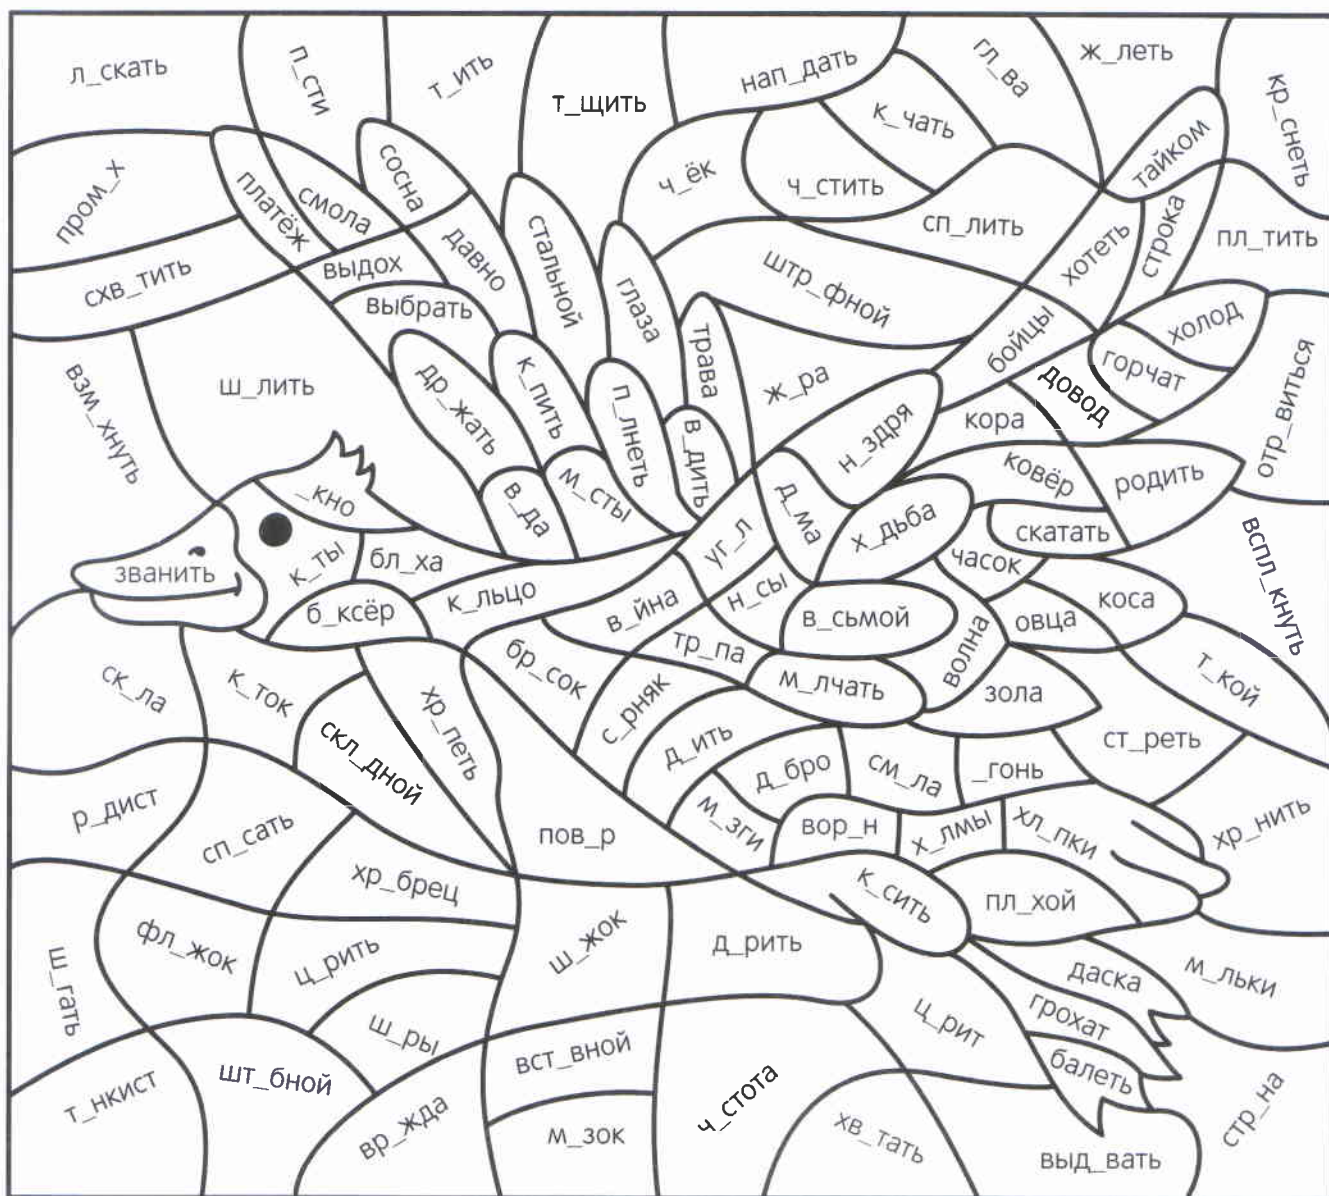 л_скать
п_сти
т_ить
т_щить
нап_дать
гл_ва
ж_леть
кр_снеть
к_чать
пром_х
платёж
смола
сосна
ч_ёк
ч_стить
тайком
сп_лить
хотеть
строка
пл_тить
схв_тить
выдох
давно
стальной
глаза
штр_фной
выбрать
трава
бойцы
холод
взм_хнуть
ш_лить
др_жать
к_пить
п_лнеть
в_дить
ж_ра
н_здря
кора
довод
горчат
отр_виться
_кно
в_да
м_сты
д_ма
х_дьба
ковёр
родить
скатать
вспл_кнуть
званить
к_ты
бл_ха
уг_л
часок
б_ксёр
к_льцо
в_йна
н_сы
в_сьмой
волна
овца
коса
ск_ла
к_ток
хр_петь
бр_сок
тр_па
м_лчать
зола
т_кой
скл_дной
с_рняк
д_ить
д_бро
см_ла
_гонь
ст_реть
р_дист
сп_сать
пов_р
м_зги
вор_н
х_лмы
хл_пки
хр_нить
хр_брец
к_сить
пл_хой
ш_гать
фл_жок
ц_рить
ш_жок
д_рить
даска
м_льки
ш_ры
ц_рит
грохат
т_нкист
шт_бной
вст_вной
балеть
вр_жда
м_зок
ч_стота
хв_тать
выд_вать
стр_на